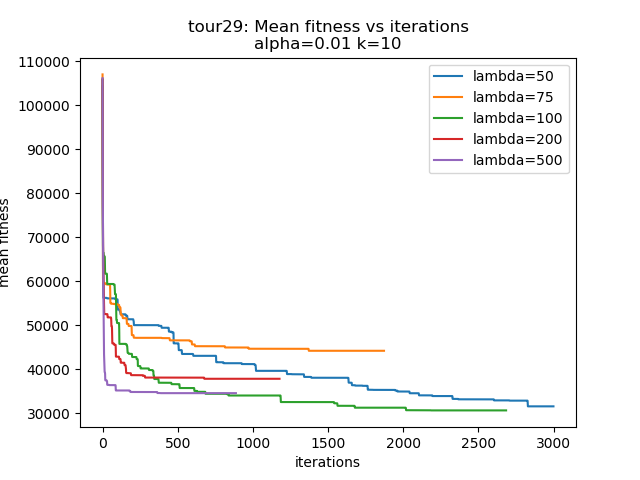 tour29: Mean fitness vs iterations
alpha=0.01 k=10
110000
100000
90000
80000
70000
60000
50000
40000
30000
mean fitness
lambda=50
lambda=75
lambda=100
lambda=200
lambda=500
0
500
1000
1500
2000
2500
3000
iterations